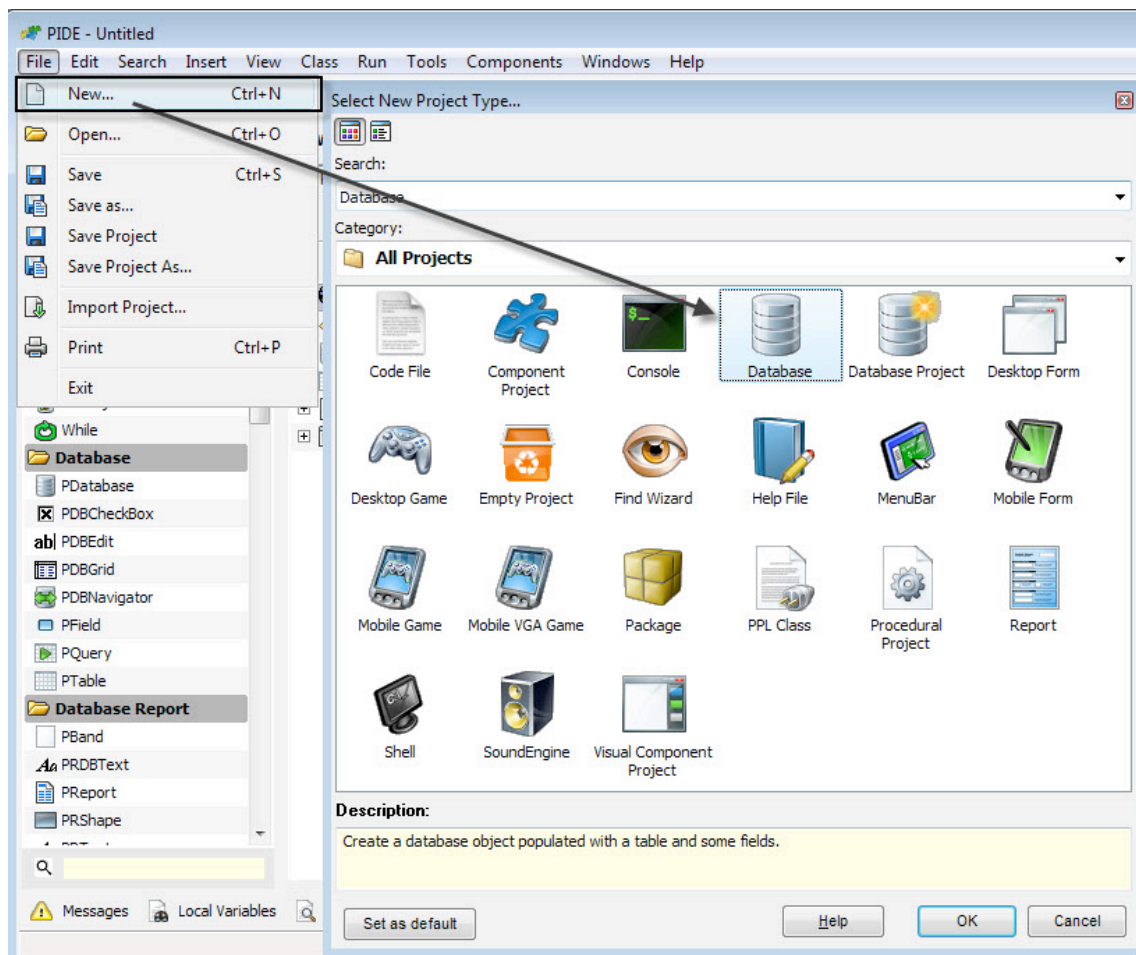 PIDE - Untitled
File Edit Search Insert View Class Run Tools Components Windows Help
New... Ctrl+N
Open... Ctrl+O
Save Ctrl+S
Save as...
Save Project
Save Project As...
Import Project...
Print Ctrl+P
Exit
While
Database
PDatabase
PDBCheckBox
ab PDBEdit
PDBGrid
PDBNavigator
PField
PQuery
PTable
Database Report
PBand
Aa PRDBText
PReport
PRShape
Messages Local Variables
Select New Project Type...
Search:
Database
Category:
All Projects
$_
Code File
Component
Project
Console
Database
Database Project
Desktop Form
Desktop Game
Empty Project
Find Wizard
Help File
MenuBar
Mobile Form
Mobile Game
Mobile VGA Game
Package
PPL Class
Procedural
Project
Report
Shell
SoundEngine
Visual Component
Project
Description:
Create a database object populated with a table and some fields.
Set as default
Help
OK
Cancel